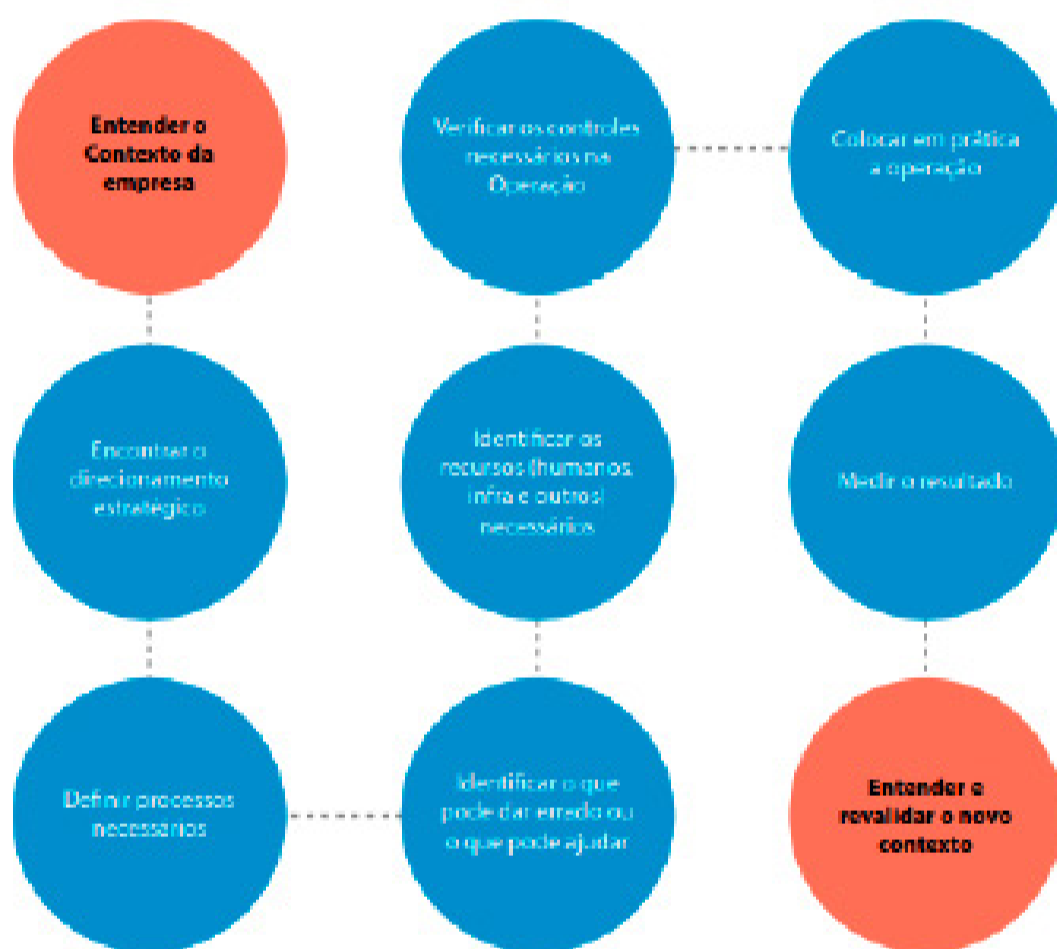 Entender o
Contexto da
empresa
Encontrar o
direcionamento
estratégico
Definir processos
necessários
Identificar o que
pode dar errado ou
o que pode ajudar
Identificar os
recursos (humanos,
infra e outros)
necessários
Verificar os controles
necessários na
Operação
Colocar em prática
a operação
Medir o resultado
Entender e
revalidar o novo
contexto